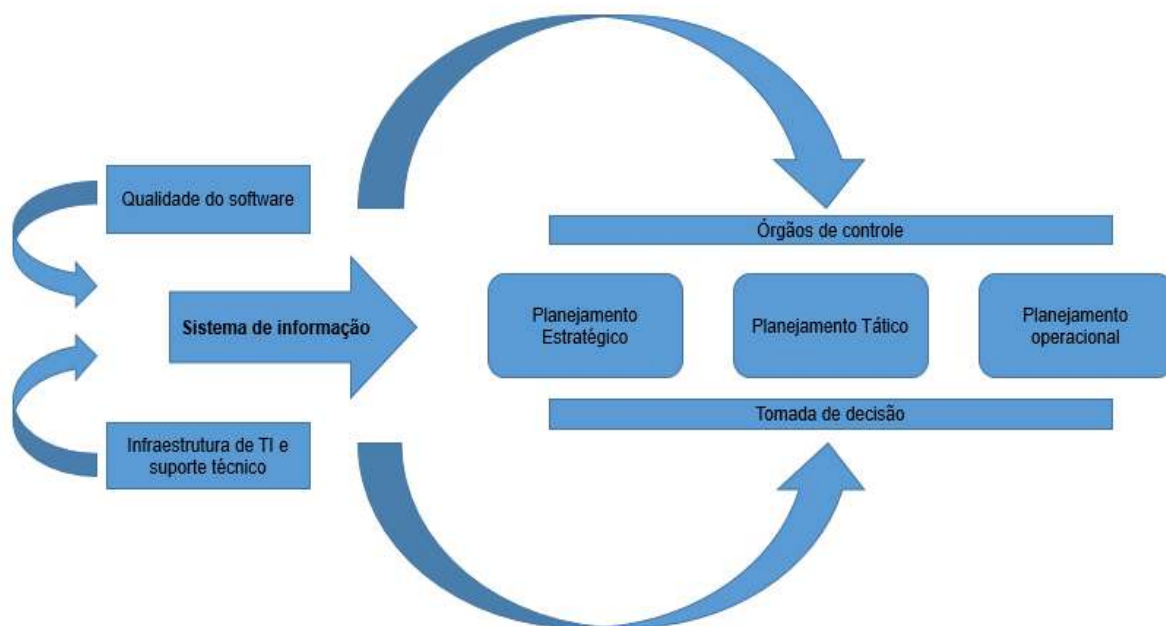 Qualidade do software
Sistema de informação
Infraestrutura de TI e
suporte técnico
Órgãos de controle
Planejamento
Estratégico
Planejamento Tático
Planejamento
operacional
Tomada de decisão